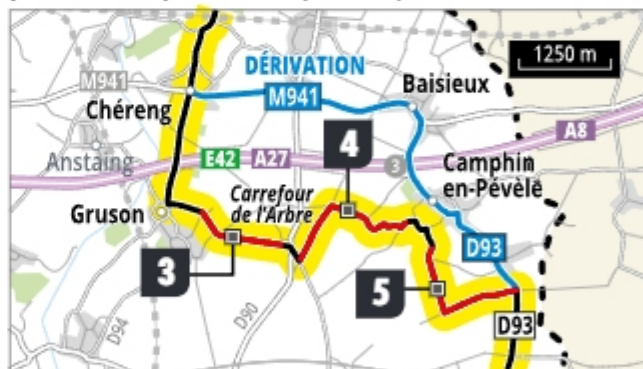 1250 m
DÉRIVATION
M941
M941
Baisieux
Chéreng
A8
4
Anstaing
E42
A27
3
Camphin
en-Pévèle
Carrefour
de l'Arbre
Gruson
D93
3
5
D90
D94
D93